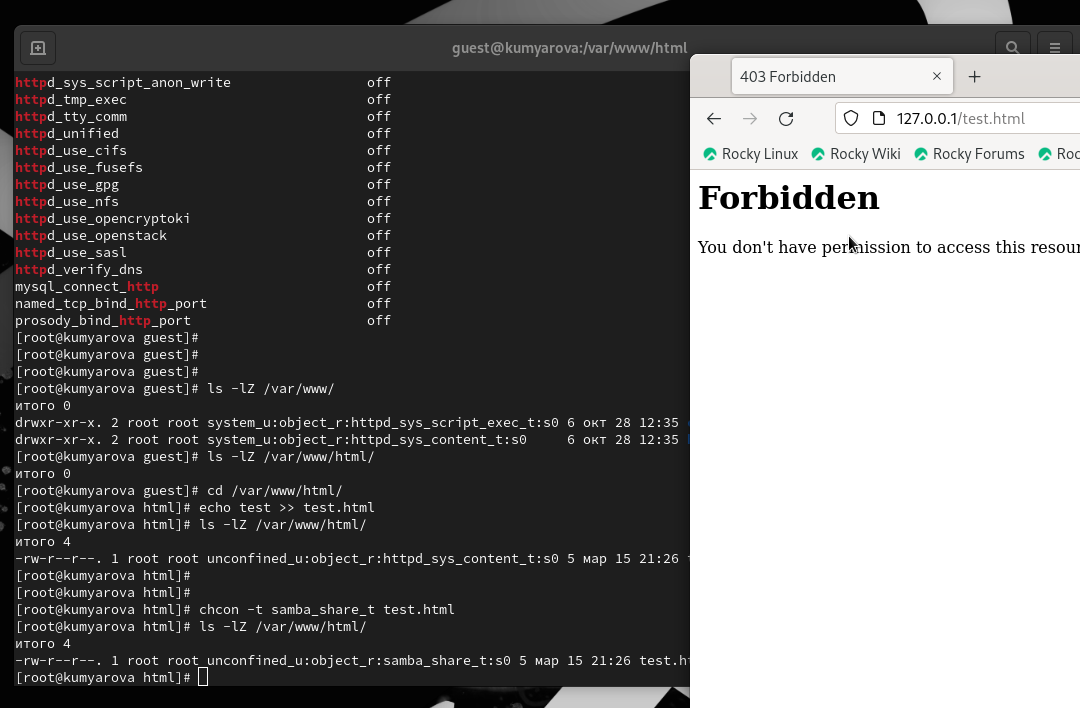 guest@kumyarova:/var/www/html
httpd_sys_script_anon_write off
httpd_tmp_exec off
httpd_tty_comm off
httpd_unified off
httpd_use_cifs off
httpd_use_fusefs off
httpd_use_gpg off
httpd_use_nfs off
httpd_use_opencryptoki off
httpd_use_openstack off
httpd_use_sasl off
httpd_verify_dns off
mysql_connect_http off
named_tcp_bind_http_port off
prosody_bind_http_port off
[root@kumyarova guest]#
[root@kumyarova guest]#
[root@kumyarova guest]#
[root@kumyarova guest]# ls -lZ /var/www/
итого 0
drwxr-xr-x. 2 root root system_u:object_r:httpd_sys_script_exec_t:s0 6 окт 28 12:35
drwxr-xr-x. 2 root root system_u:object_r:httpd_sys_content_t:s0 6 окт 28 12:35
[root@kumyarova guest]# ls -lZ /var/www/html/
итого 0
[root@kumyarova guest]# cd /var/www/html/
[root@kumyarova html]# echo test >> test.html
[root@kumyarova html]# ls -lZ /var/www/html/
итого 4
-rw-r--r--. 1 root root unconfined_u:object_r:httpd_sys_content_t:s0 5 мар 15 21:26
[root@kumyarova html]#
[root@kumyarova html]#
[root@kumyarova html]# chcon -t samba_share_t test.html
[root@kumyarova html]# ls -lZ /var/www/html/
итого 4
-rw-r--r--. 1 root root unconfined_u:object_r:samba_share_t:s0 5 мар 15 21:26 test.h
[root@kumyarova html]#
403 Forbidden
127.0.0.1/test.html
Rocky Linux Rocky Wiki Rocky Forums Roc
Forbidden
You don't have permission to access this resour